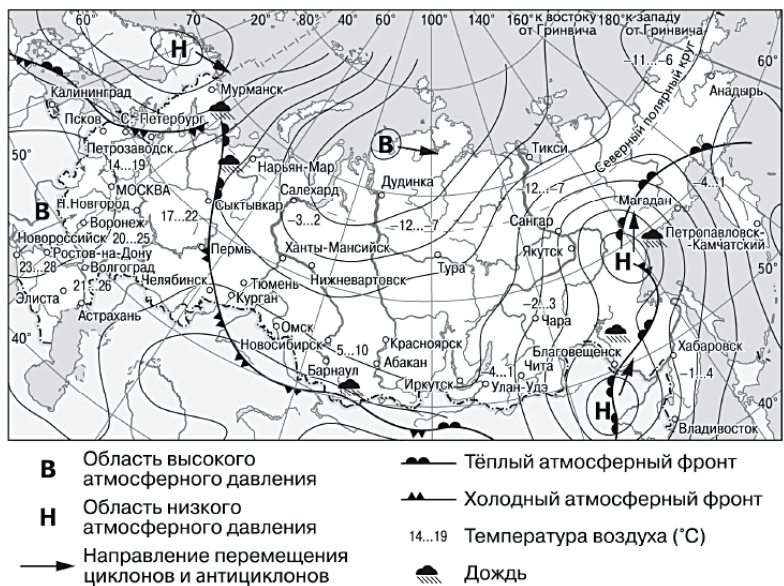 60° 70° 20° 80° 40° 60° 100° 140° 160° к востоку от Гринвича 180° к западу от Гринвича
60°
Н
−11...−6
Северный полярный круг
Калининград
Мурманск
Анадырь
Псков
С.-Петербург
Петрозаводск
50°
14...19
В
Тикси
Нарьян-Мар
Салехард
Дудинка
−12...−7
−4...1
МОСКВА
Н.Новгород
В
17...22
Сыктывкар
−3...2
−12...−7
Магадан
Сангар
Петропавловск-
-Камчатский
Воронеж
Новороссийск
20...25
Ростов-на-Дону
Пермь
Ханты-Мансийск
Якутск
Н
50°
23...28
Волгоград
Челябинск
Тюмень
Нижневартовск
Тура
21...26
Элиста
Курган
−2...3
Астрахань
Чара
40°
Омск
Новосибирск
5...10
Красноярск
Хабаровск
Барнаул
Абакан
Благовещенск
Чита
Иркутск
−4...1
Улан-Удэ
−1...4
Н
40°
Владивосток
В
Область высокого
атмосферного давления
Н
Область низкого
атмосферного давления
Направление перемещения
циклонов и антициклонов
Тёплый атмосферный фронт
Холодный атмосферный фронт
14...19 Температура воздуха (°C)
Дождь